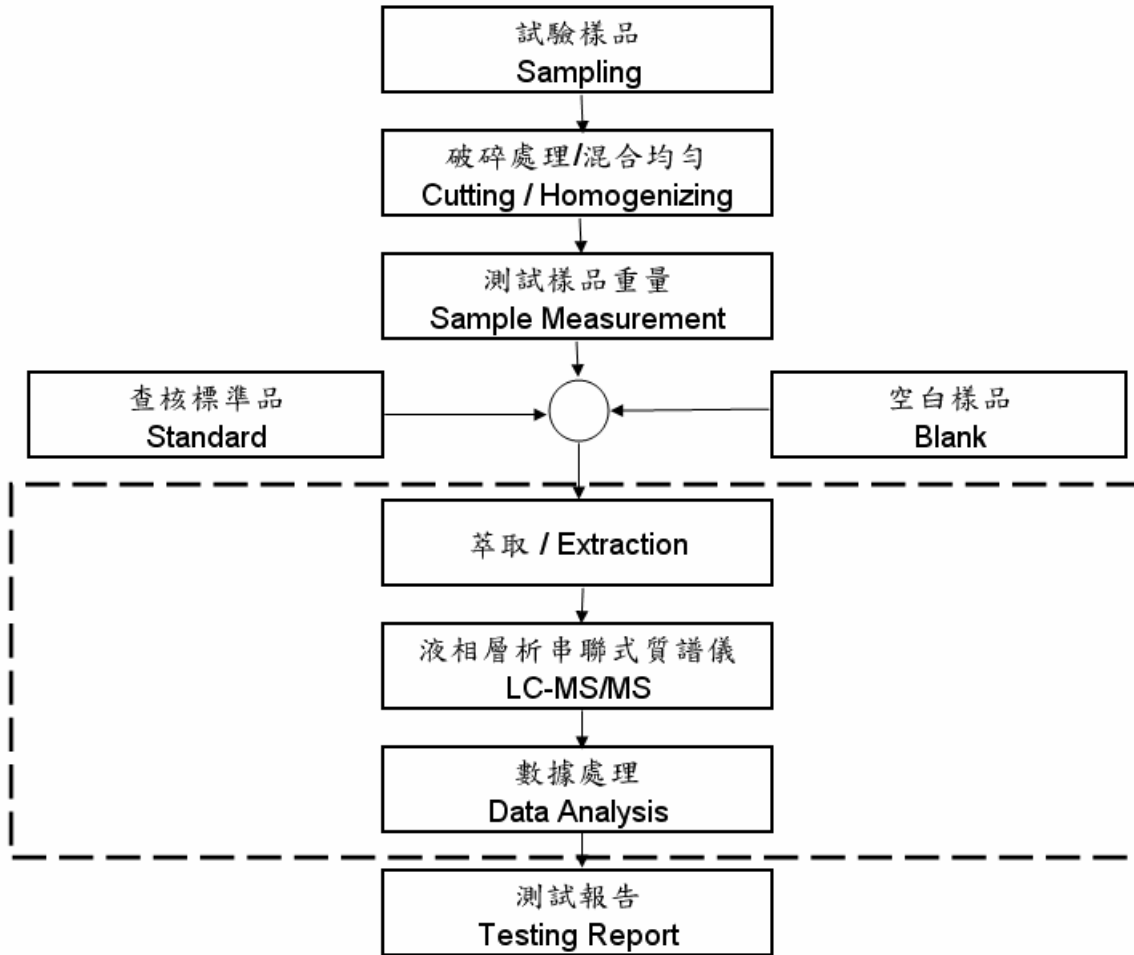 試驗樣品
Sampling
破碎處理/混合均勻
Cutting / Homogenizing
測試樣品重量
Sample Measurement
查核標準品
Standard
空白樣品
Blank
萃取 / Extraction
液相層析串聯式質譜儀
LC-MS/MS
數據處理
Data Analysis
測試報告
Testing Report